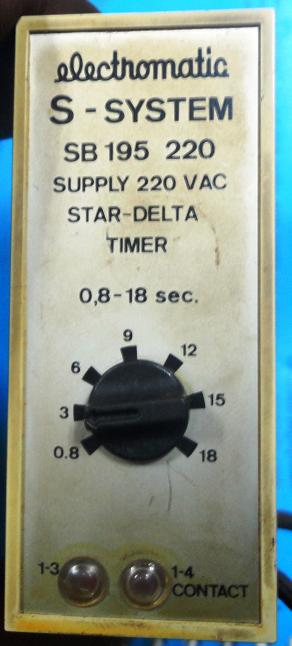 electromatic
S-SYSTEM
SB 195 220
SUPPLY 220 VAC
STAR-DELTA
TIMER
0,8-18 sec.
9
6 12
3 15
0.8 18
1-3 1-4
CONTACT